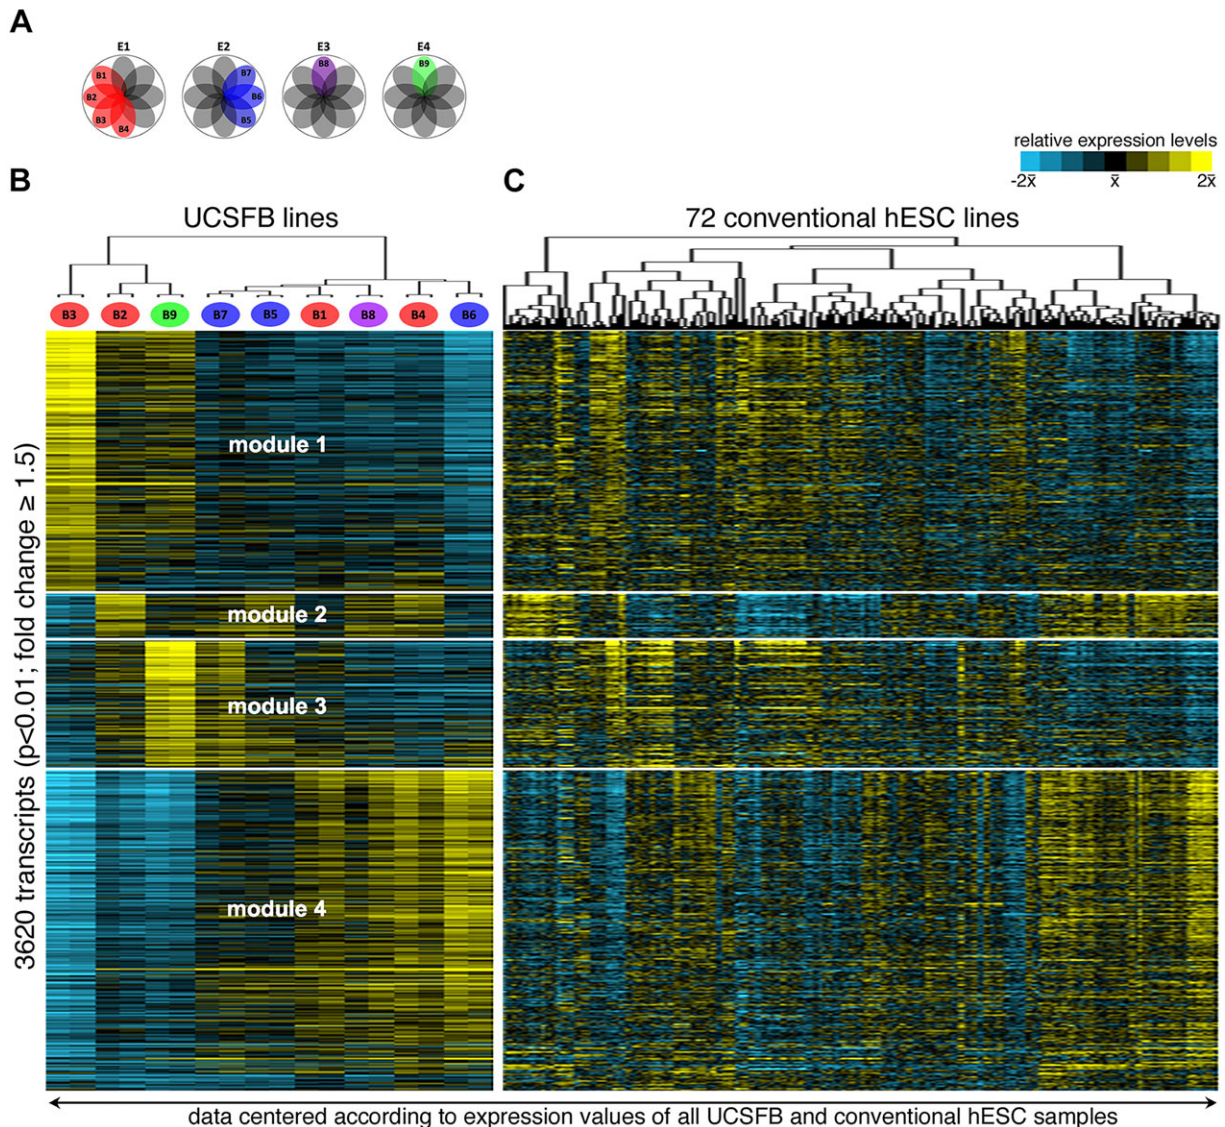 A
E1 E2 E3 E4
B1 B7 B8 B9
B2 B6
B3 B5
B4
relative expression levels
-2x̄ x̄ 2x̄
B C
UCSFB lines 72 conventional hESC lines
B3 B2 B9 B7 B5 B1 B8 B4 B6
module 1
module 2
module 3
module 4
3620 transcripts (p<0.01; fold change ≥ 1.5)
data centered according to expression values of all UCSFB and conventional hESC samples